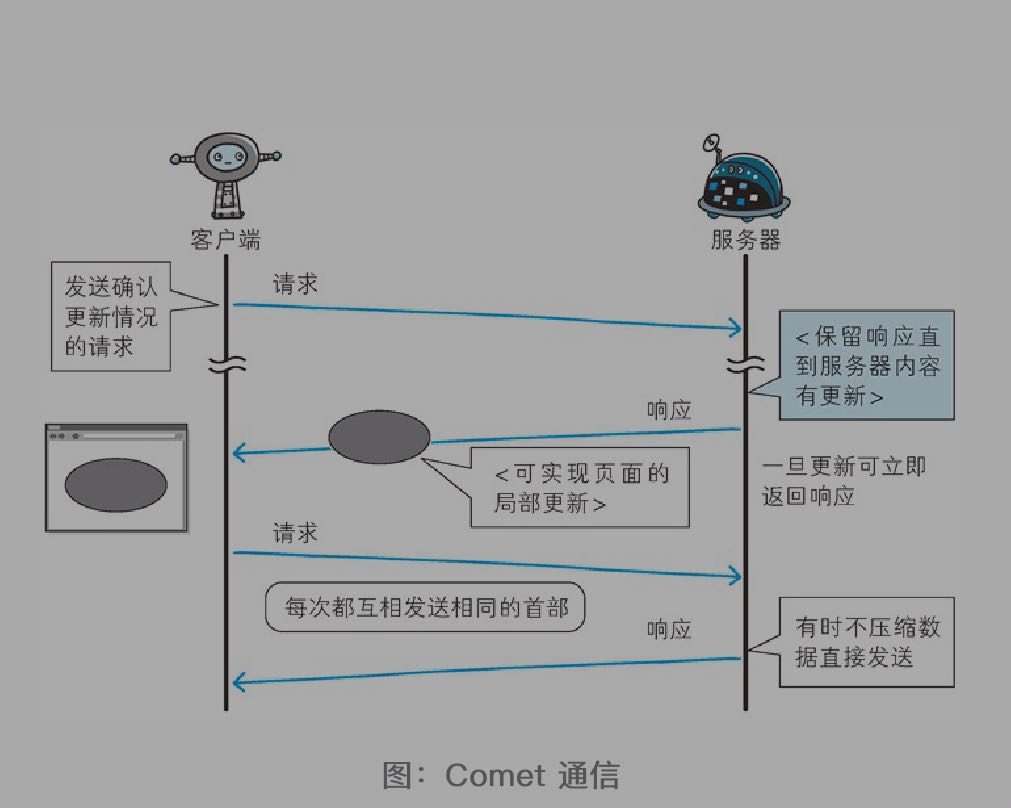 客户端
服务器
发送确认
更新情况
的请求
请求
<保留响应直
到服务器内容
有更新>
响应
<可实现页面的
局部更新>
一旦更新可立即
返回响应
请求
每次都互相发送相同的首部
响应
有时不压缩数
据直接发送
图：Comet 通信